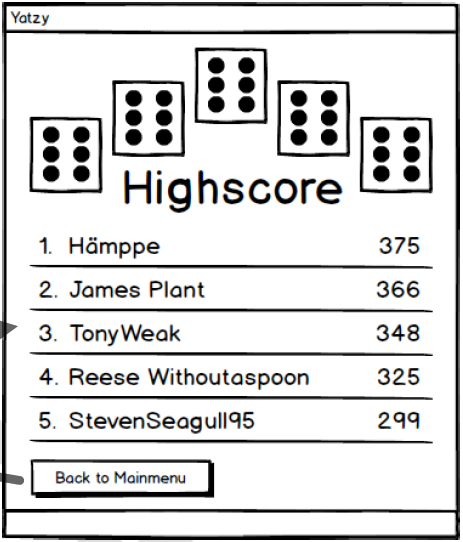 Yatzy
Highscore
1. Hämppe 375
2. James Plant 366
3. TonyWeak 348
4. Reese Withoutaspoon 325
5. StevenSeagull95 299
Back to Mainmenu